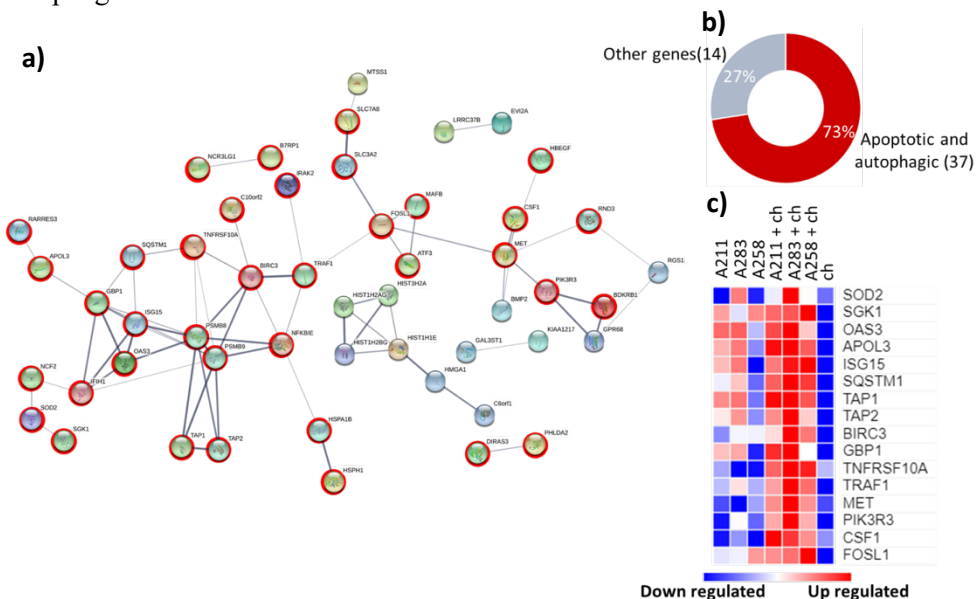 a)
MTSS1
SLC7A8
LRRC37B
EVI2A
SLC3A2
HBEGF
NCR3LG1
B7RP1
IRAK2
MAFB
C10orf2
FOSL1
CSF1
RND3
RARRES3
SQSTM1
TNFRSF10A
APOL3
MET
ATF3
RGS1
BIRC3
TRAF1
PIK3R3
HIST3H2A
BDKRB1
GBP1
HIST1H2AG
ISG15
BMP2
PSMB8
KIAA1217
GPR68
OAS3
PSMB9
NFKBIE
HIST1H2BG
HIST1H1E
GAL3ST1
NCF2
IFIH1
HMGA1
SOD2
C6orf1
SGK1
HSPA1B
TAP1
TAP2
DIRAS3
PHLDA2
HSPH1
b)
Other genes(14)
27%
73%
Apoptotic and
autophagic (37)
c)
A211
A283
A258
A211 + ch
A283 + ch
A258 + ch
ch
SOD2
SGK1
OAS3
APOL3
ISG15
SQSTM1
TAP1
TAP2
BIRC3
GBP1
TNFRSF10A
TRAF1
MET
PIK3R3
CSF1
FOSL1
Down regulated Up regulated